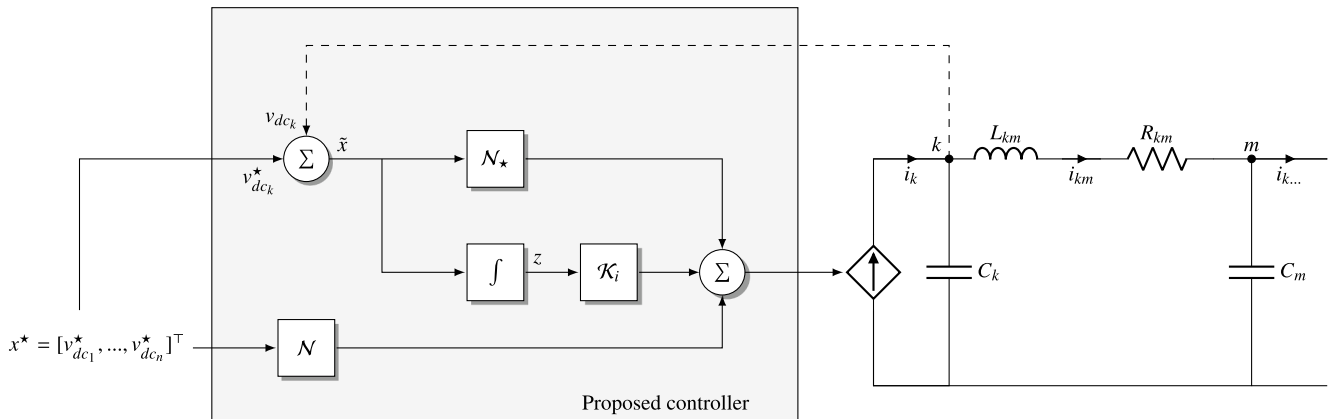 v_{dc_k}
Σ
x̃
v^★_{dc_k}
𝒩_★
∫
z
𝒦_i
Σ
x^★ = [v^★_{dc_1}, ..., v^★_{dc_n}]^⊤
𝒩
Proposed controller
k
L_{km}
R_{km}
m
i_k
i_{km}
i_{k...}
C_k
C_m